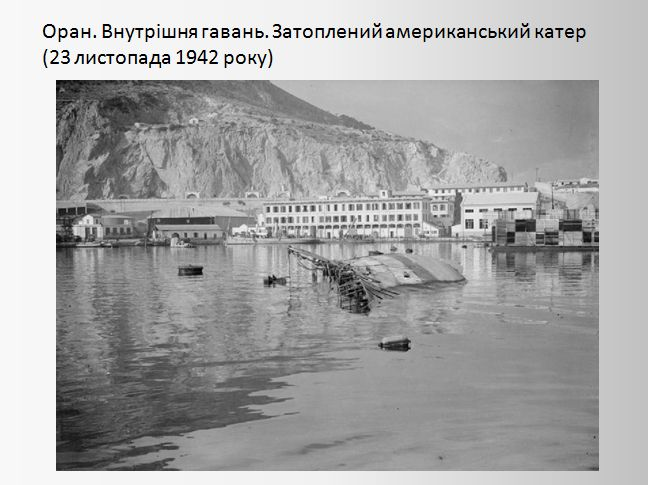 Оран. Внутрішня гавань. Затоплений американський катер
(23 листопада 1942 року)